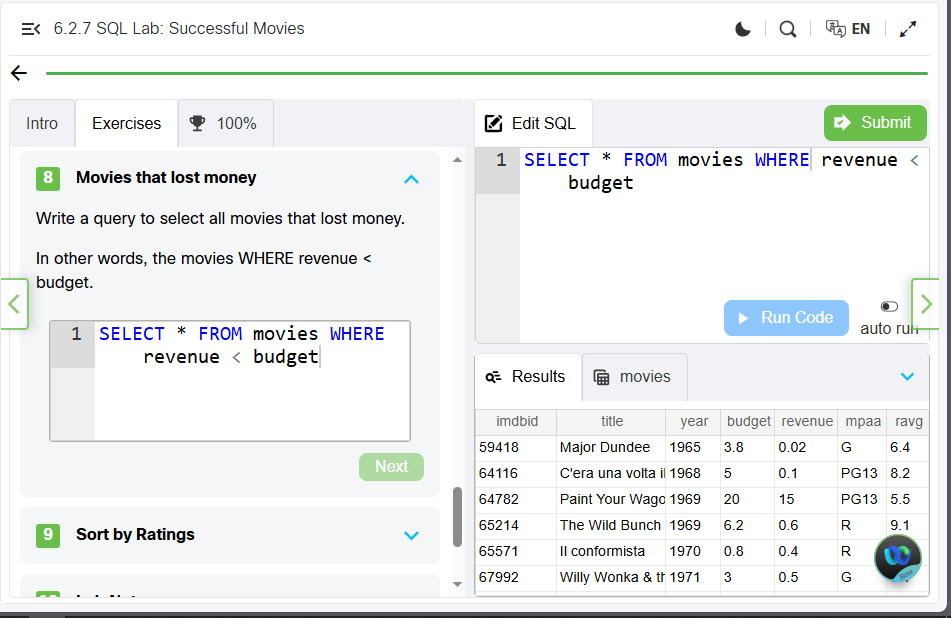 6.2.7 SQL Lab: Successful Movies
EN
Intro
Exercises
100%
8
Movies that lost money
Write a query to select all movies that lost money.
In other words, the movies WHERE revenue <
budget.
1 SELECT * FROM movies WHERE
revenue < budget
Next
9
Sort by Ratings
Edit SQL
Submit
1 SELECT * FROM movies WHERE revenue <
budget
Run Code
auto run
Results
movies
imdbid title year budget revenue mpaa ravg
59418 Major Dundee 1965 3.8 0.02 G 6.4
64116 C'era una volta il 1968 5 0.1 PG13 8.2
64782 Paint Your Wago 1969 20 15 PG13 5.5
65214 The Wild Bunch 1969 6.2 0.6 R 9.1
65571 Il conformista 1970 0.8 0.4 R
67992 Willy Wonka & th 1971 3 0.5 G
Beta